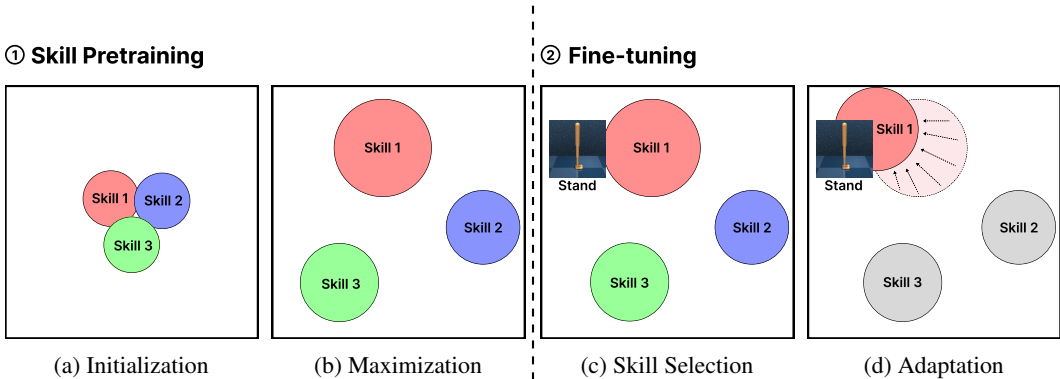 ① Skill Pretraining
② Fine-tuning
Skill 1
Skill 2
Skill 3
(a) Initialization
Skill 1
Skill 2
Skill 3
(b) Maximization
Stand
Skill 1
Skill 2
Skill 3
(c) Skill Selection
Stand
Skill 1
Skill 2
Skill 3
(d) Adaptation